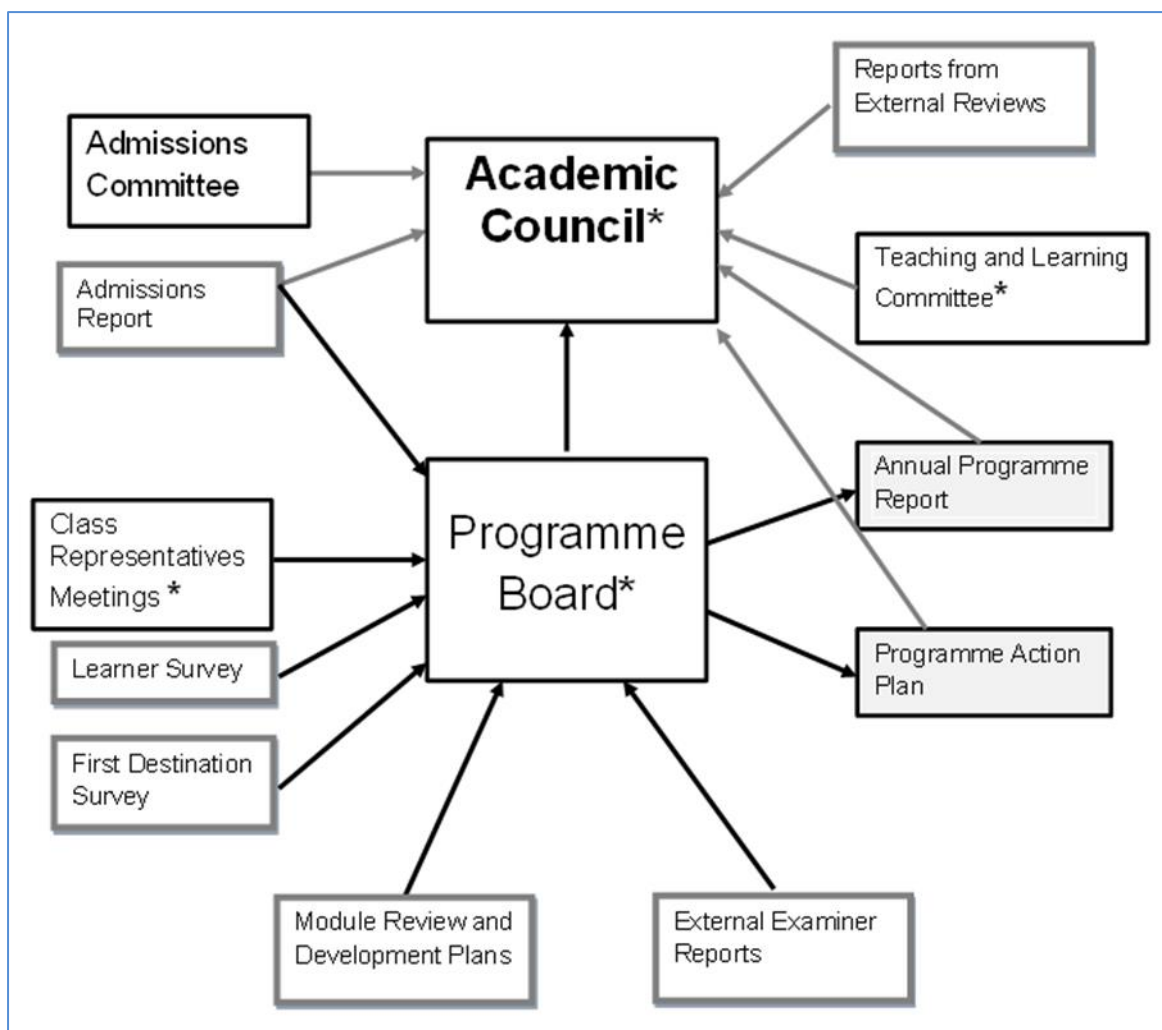 Reports from
External Reviews
Admissions
Committee
Academic
Council*
Teaching and Learning
Committee*
Admissions
Report
Annual Programme
Report
Class
Representatives
Meetings *
Programme
Board*
Programme Action
Plan
Learner Survey
First Destination
Survey
Module Review and
Development Plans
External Examiner
Reports